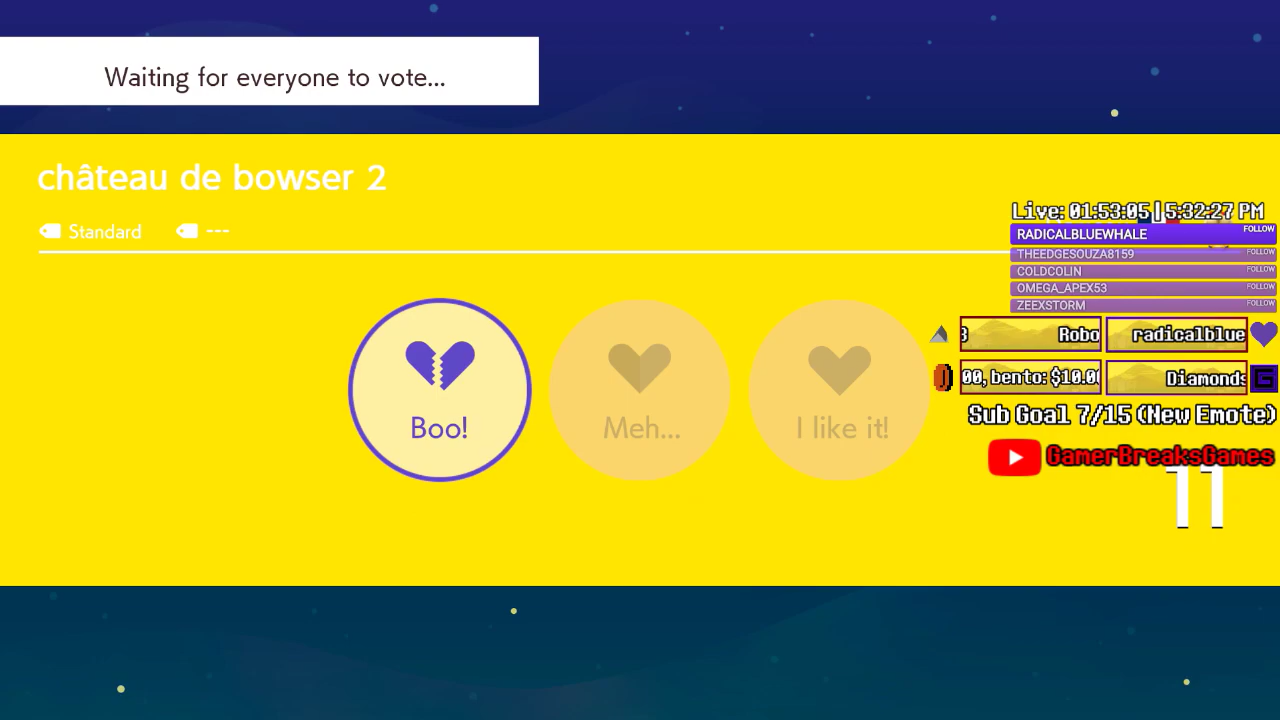 Waiting for everyone to vote...
château de bowser 2
Standard ---
Live: 01:53:05 | 5:32:27 PM
RADICALBLUEWHALE FOLLOW
THEEDGESOUZA8159 FOLLOW
COLDCOLIN FOLLOW
OMEGA_APEX53 FOLLOW
ZEEXSTORM FOLLOW
Robo radicalblue
00, bento: $10.0 Diamonds
Sub Goal 7/15 (New Emote)
Boo! Meh... I like it!
GamerBreaksGames
11